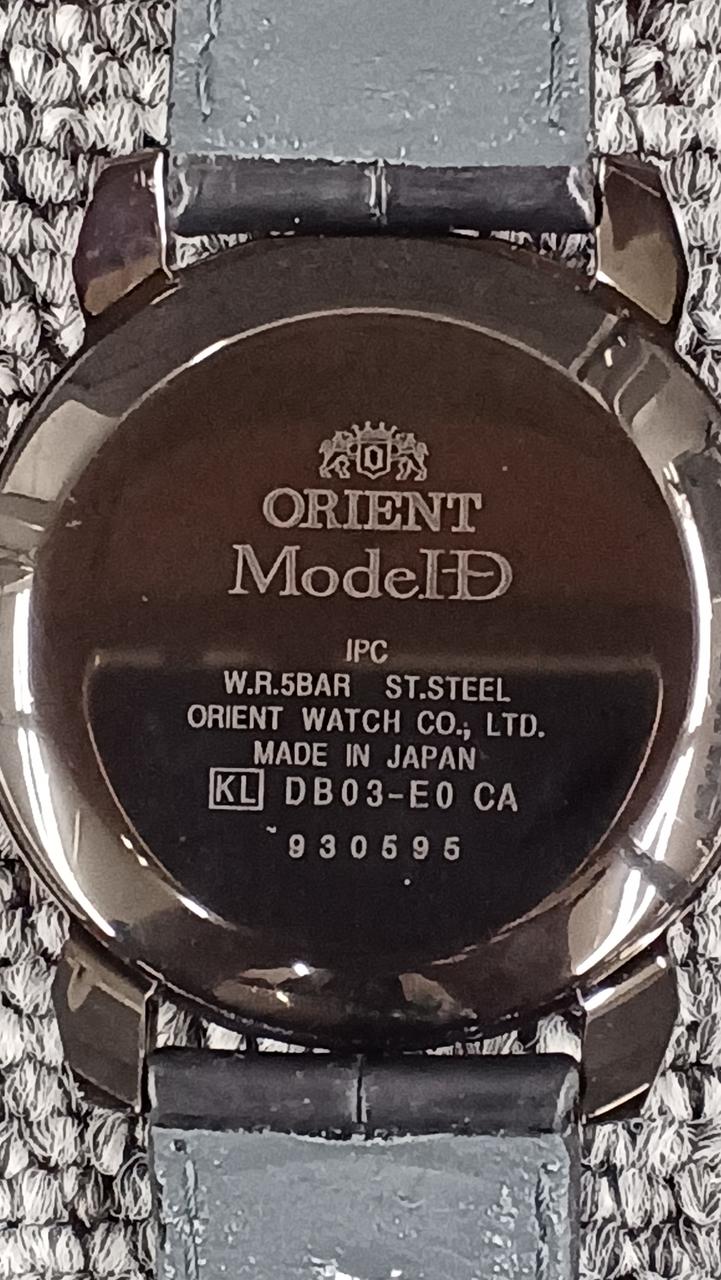 ORIENT
ModelD
IPC
W.R.5BAR ST.STEEL
ORIENT WATCH CO., LTD.
MADE IN JAPAN
KL DB03-E0 CA
930595